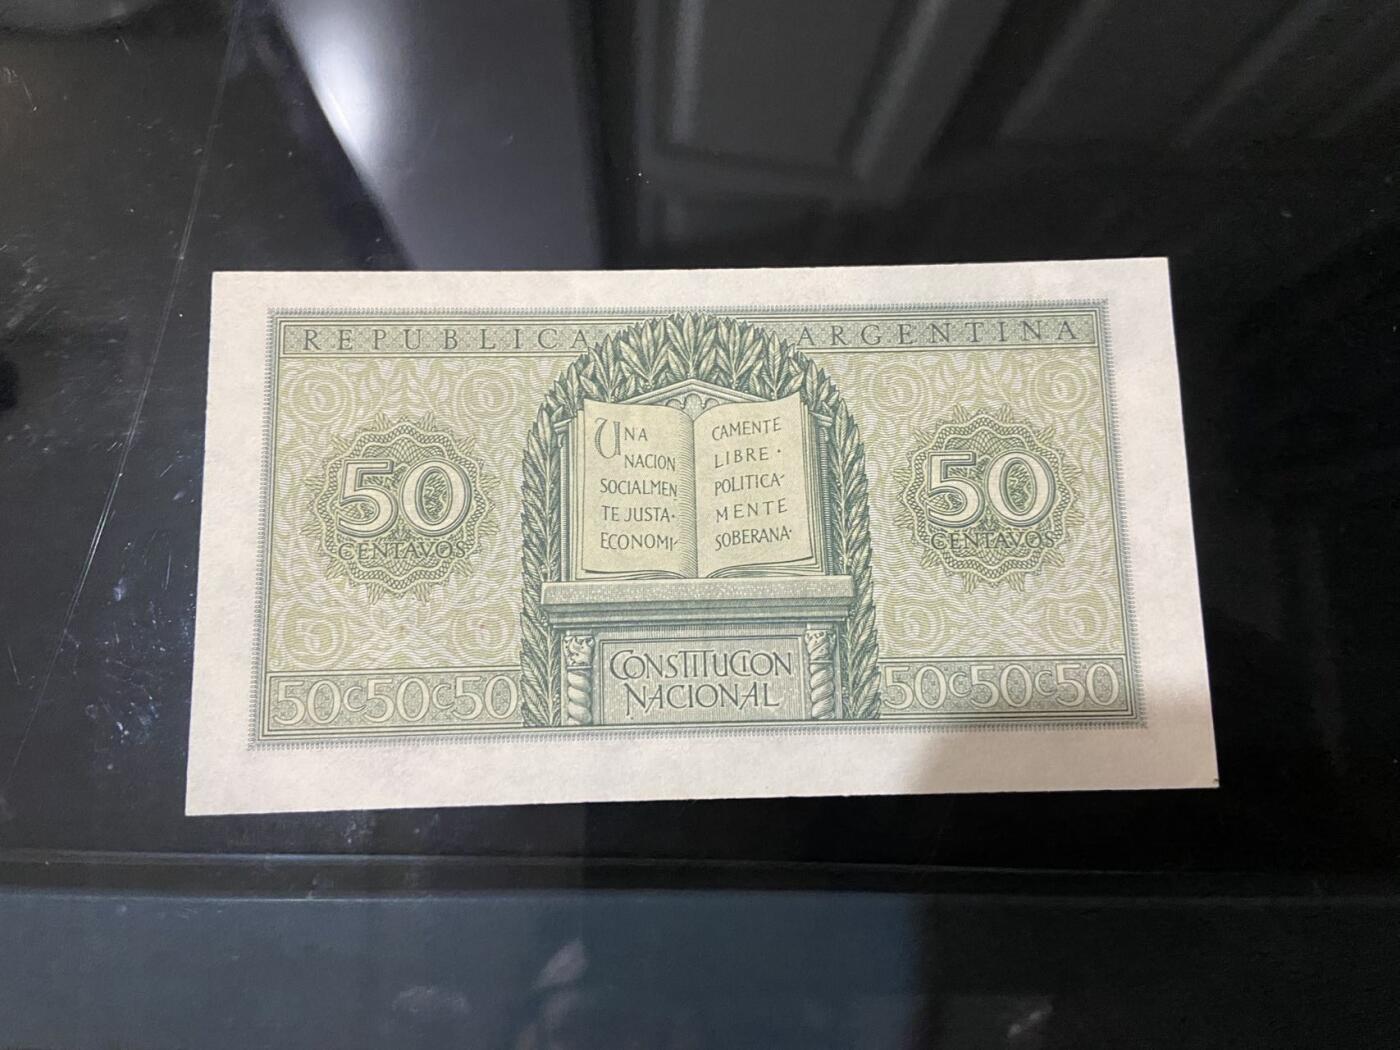 REPUBLICA ARGENTINA
50
CENTAVOS
UNA
NACION
SOCIALMEN
TE JUSTA·
ECONOMI-
CAMENTE
LIBRE·
POLITICA-
MENTE
SOBERANA·
50
CENTAVOS
50C50C50
CONSTITUCION
NACIONAL
50C50C50